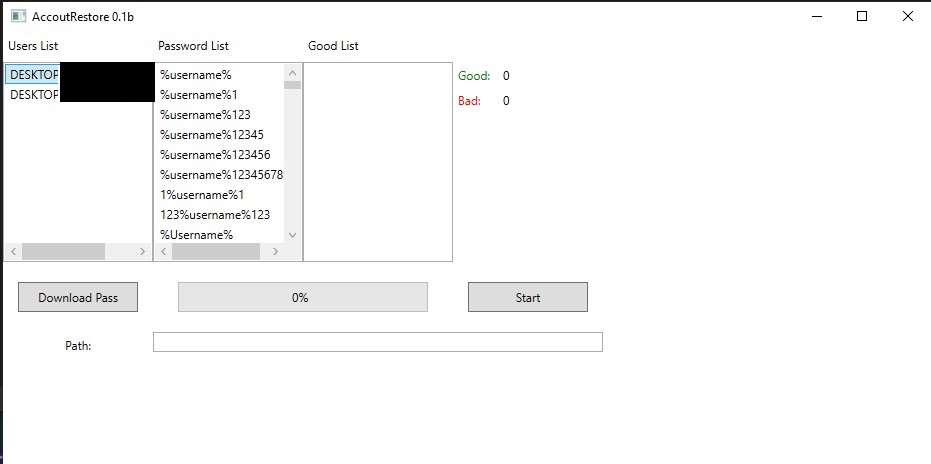 AccoutRestore 0.1b
Users List Password List Good List
DESKTOP
DESKTOP
%username%
%username%1
%username%123
%username%12345
%username%123456
%username%12345678
1%username%1
123%username%123
%Username%
Good: 0
Bad: 0
Download Pass 0% Start
Path: